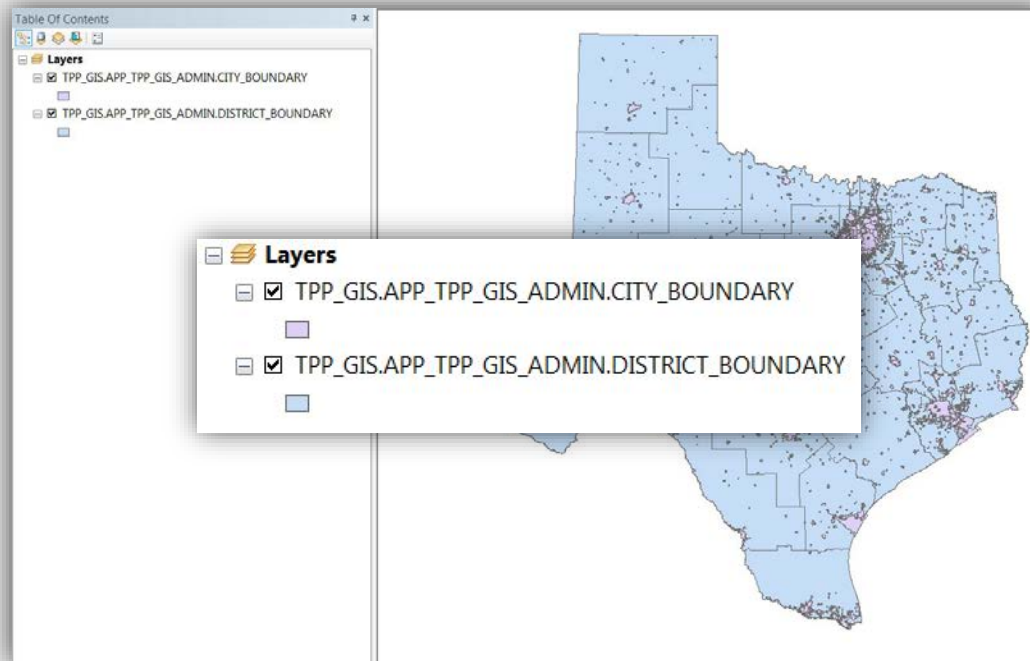 Table Of Contents
Layers
TPP_GIS.APP_TPP_GIS_ADMIN.CITY_BOUNDARY
TPP_GIS.APP_TPP_GIS_ADMIN.DISTRICT_BOUNDARY
Layers
TPP_GIS.APP_TPP_GIS_ADMIN.CITY_BOUNDARY
TPP_GIS.APP_TPP_GIS_ADMIN.DISTRICT_BOUNDARY